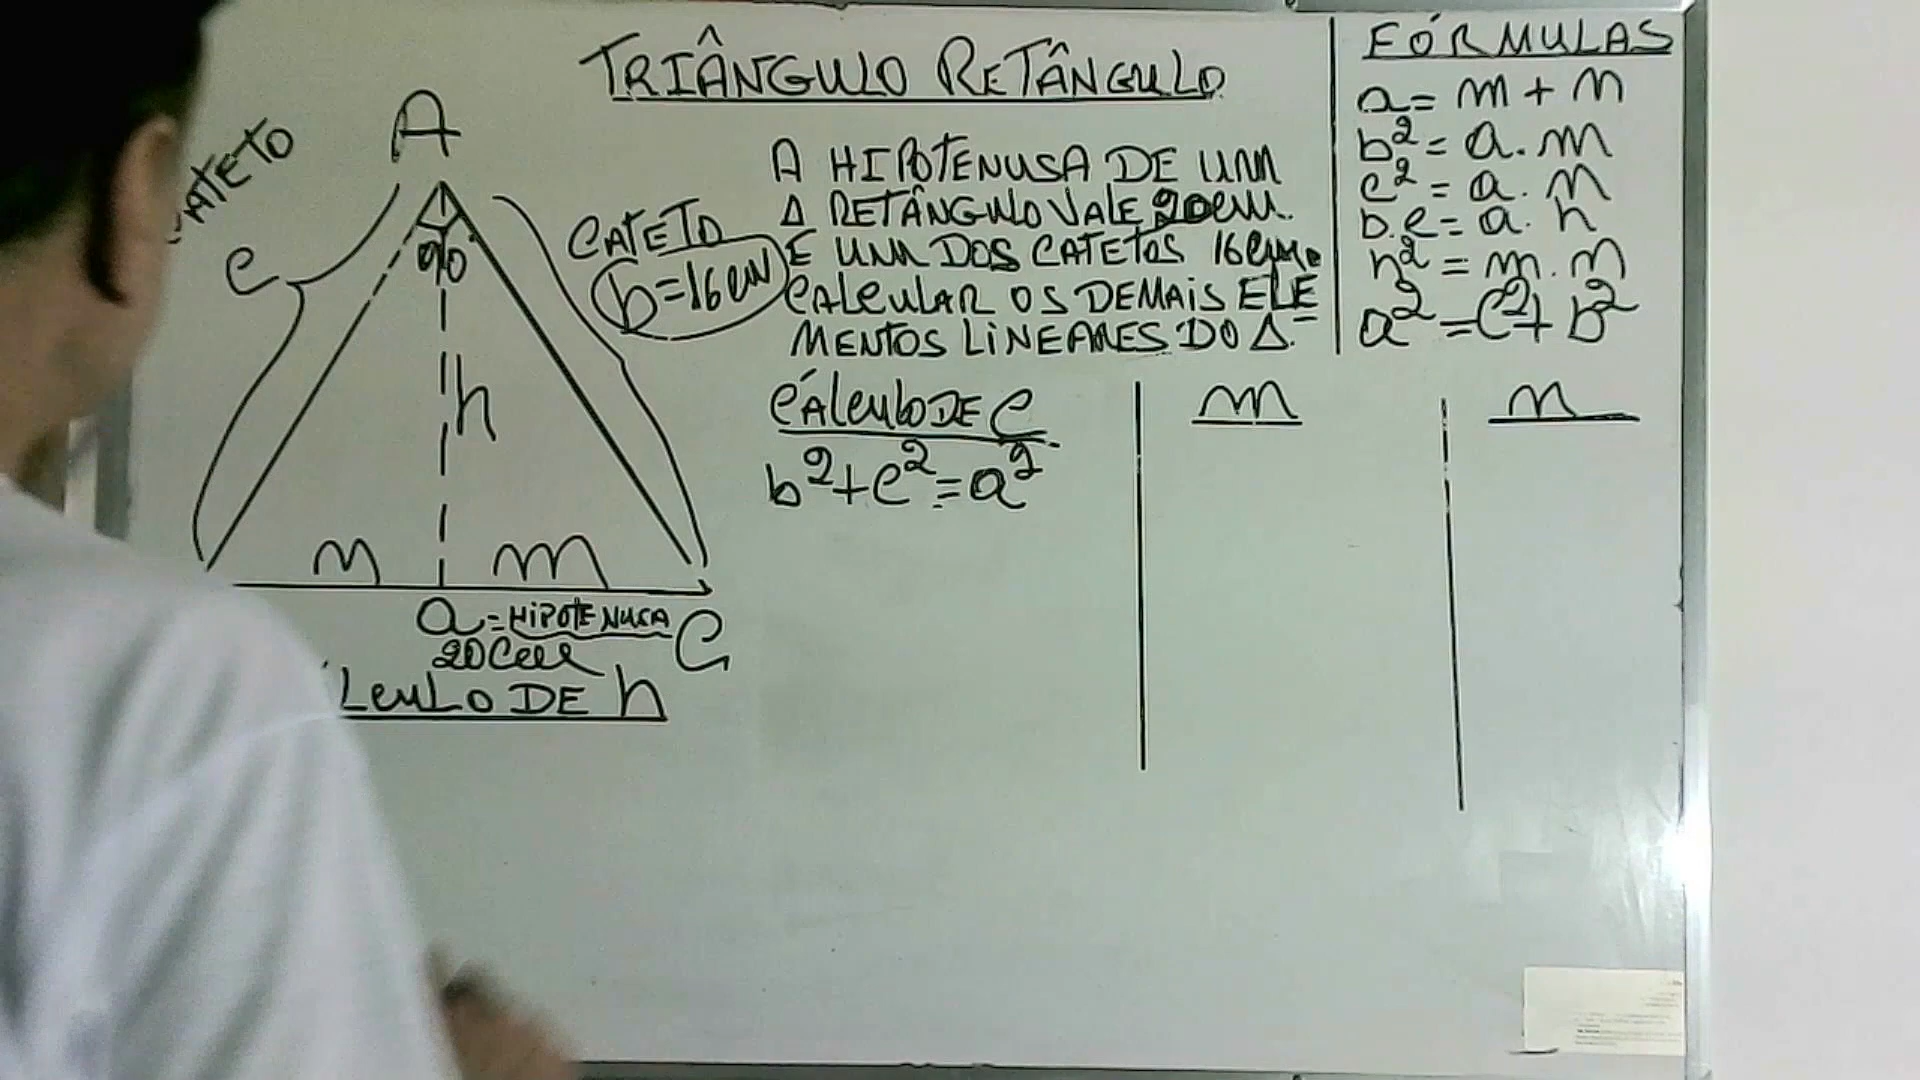 TRIÂNGULO RETÂNGULO
FÓRMULAS
a = m + n
b² = a . m
c² = a . n
b.c = a . h
h² = m . n
a² = c² + b²
A HIPOTENUSA DE UM
Δ RETÂNGULO VALE 20cm.
E UM DOS CATETOS 16cm.
CALCULAR OS DEMAIS ELE
MENTOS LINEARES DO Δ.
A
CATETO
c
90
CATETO
b=16cm
h
n
m
a = HIPOTENUSA
20cm
C
LCULO DE h
CÁLCULO DE C
b²+c²=a²
m
n